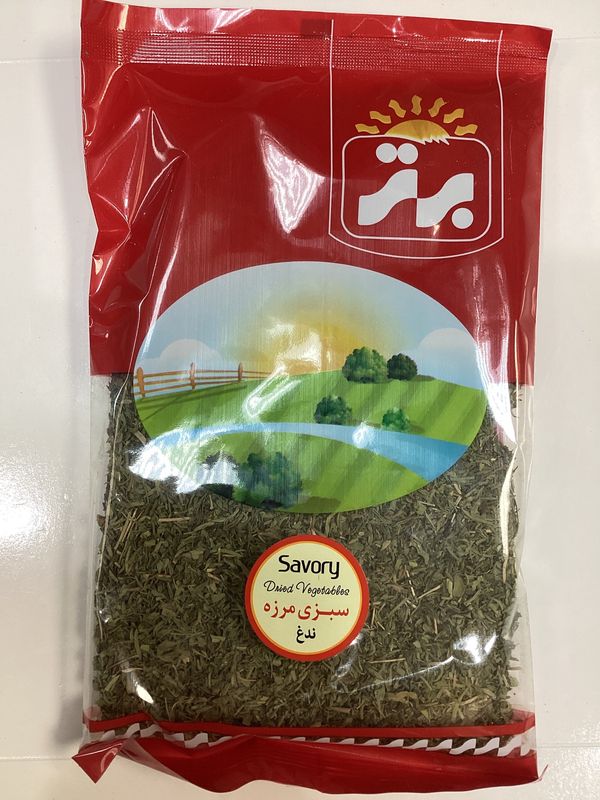 برتر
Savory
Dried Vegetables
سبزی مرزه
ندغ